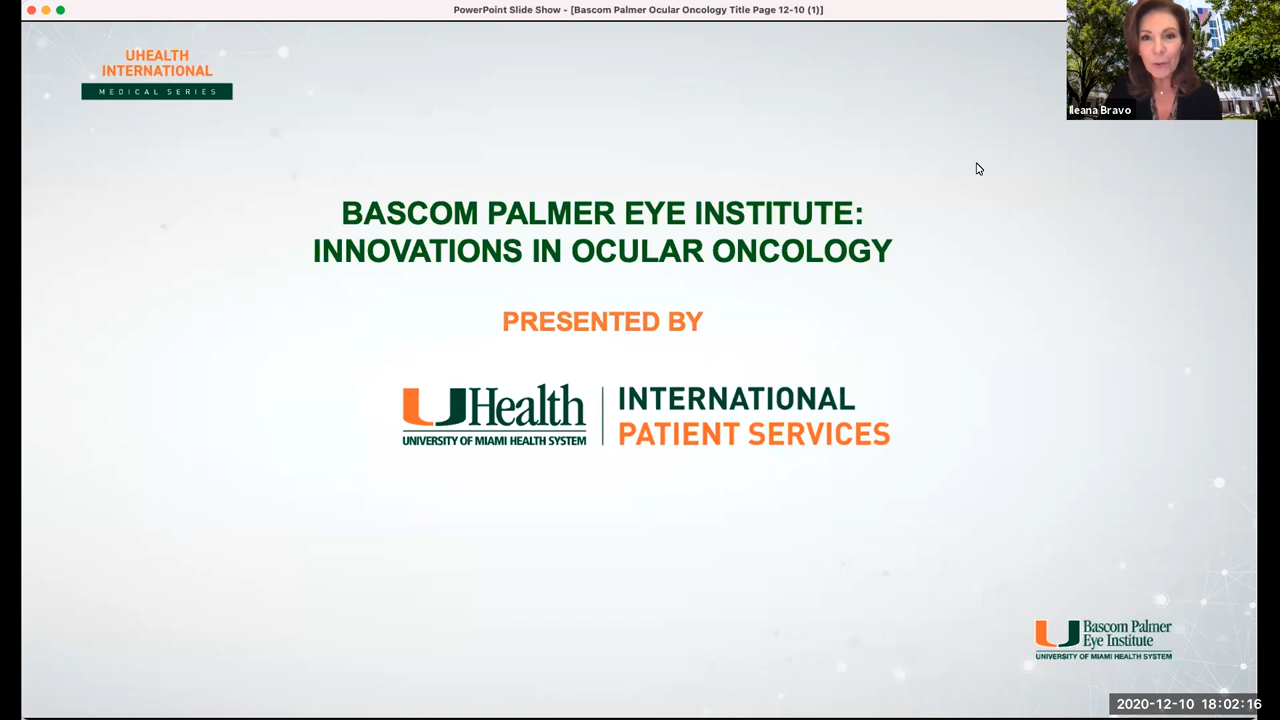 PowerPoint Slide Show - [Bascom Palmer Ocular Oncology Title Page 12-10 (1)]
UHEALTH
INTERNATIONAL
MEDICAL SERIES
Ileana Bravo
BASCOM PALMER EYE INSTITUTE:
INNOVATIONS IN OCULAR ONCOLOGY
PRESENTED BY
UHealth
UNIVERSITY OF MIAMI HEALTH SYSTEM
INTERNATIONAL
PATIENT SERVICES
Bascom Palmer
Eye Institute
UNIVERSITY OF MIAMI HEALTH SYSTEM
2020-12-10 18:02:16